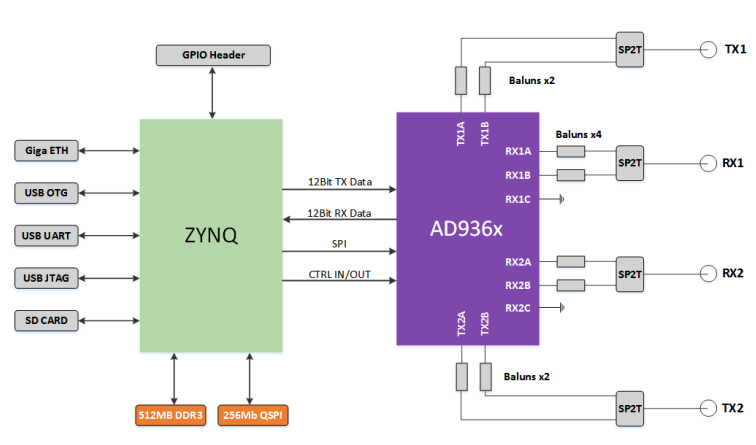 GPIO Header
SP2T
TX1
Baluns x2
TX1A
TX1B
Giga ETH
USB OTG
USB UART
USB JTAG
SD CARD
ZYNQ
12Bit TX Data
12Bit RX Data
SPI
CTRL IN/OUT
AD936x
RX1A
RX1B
RX1C
Baluns x4
SP2T
RX1
RX2A
RX2B
RX2C
SP2T
RX2
TX2A
TX2B
Baluns x2
SP2T
TX2
512MB DDR3
256Mb QSPI